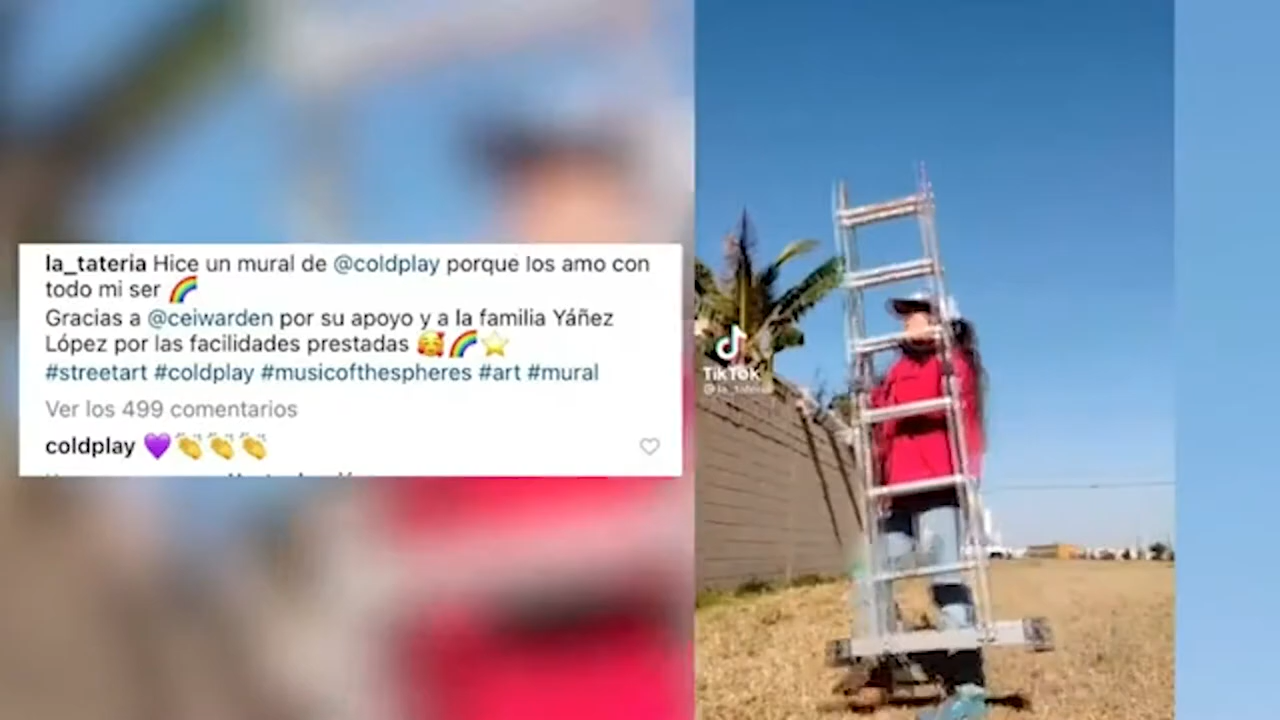 la_tateria Hice un mural de @coldplay porque los amo con
todo mi ser 🌈
Gracias a @ceiwarden por su apoyo y a la familia Yáñez
López por las facilidades prestadas 🥰🌈⭐
#streetart #coldplay #musicofthespheres #art #mural
Ver los 499 comentarios
coldplay 💜👏👏👏
TikTok